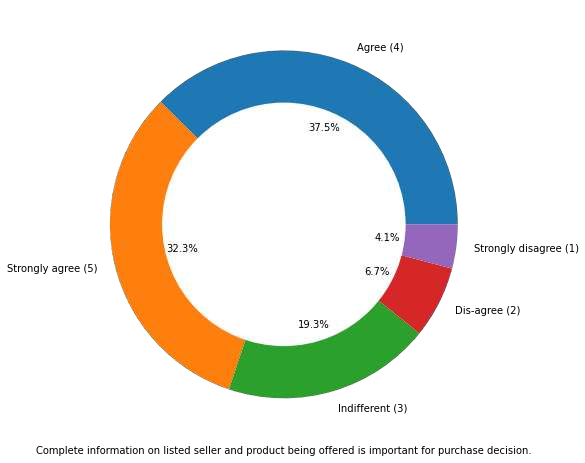 Agree (4)
37.5%
4.1%
Strongly disagree (1)
32.3%
Strongly agree (5)
6.7%
Dis-agree (2)
19.3%
Indifferent (3)
Complete information on listed seller and product being offered is important for purchase decision.